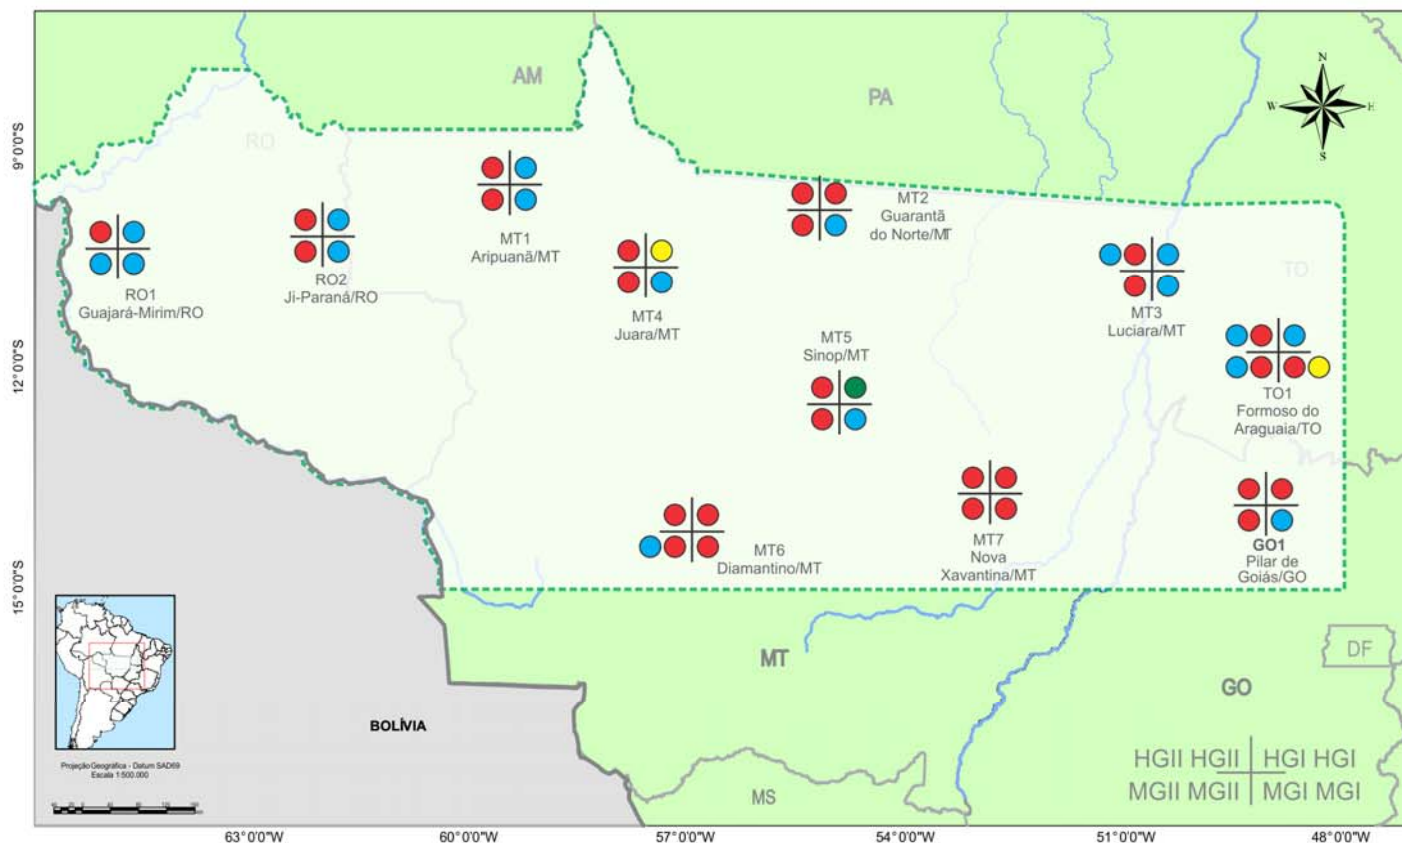 AM
PA
N
W
E
S
9°0'0"S
RO
MT2
Guarantã
do Norte/MT
MT1
Aripuanã/MT
RO2
Ji-Paraná/RO
RO1
Guajará-Mirim/RO
MT4
Juara/MT
MT3
Luciara/MT
TO
12°0'0"S
MT5
Sinop/MT
TO1
Formoso do
Araguaia/TO
MT6
Diamantino/MT
MT7
Nova
Xavantina/MT
GO1
Pilar de
Goiás/GO
15°0'0"S
MT
DF
GO
BOLÍVIA
Projeção Geográfica - Datum SAD69
Escala 1:500.000
MS
HGII HGII HGI HGI
MGII MGII MGI MGI
63°0'0"W 60°0'0"W 57°0'0"W 54°0'0"W 51°0'0"W 48°0'0"W